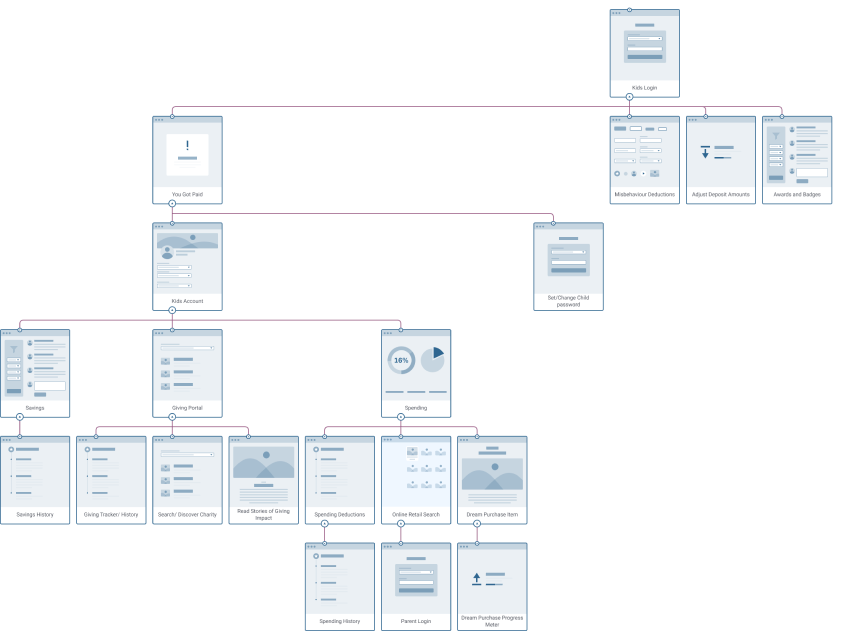 Kids Login
You Got Paid
Misbehaviour Deductions
Adjust Deposit Amounts
Awards and Badges
Kids Account
Set/Change Child
password
16%
Savings
Giving Portal
Spending
Savings History
Giving Tracker/ History
Search/ Discover Charity
Read Stories of Giving
Impact
Spending Deductions
Online Retail Search
Dream Purchase Item
Spending History
Parent Login
Dream Purchase Progress
Meter